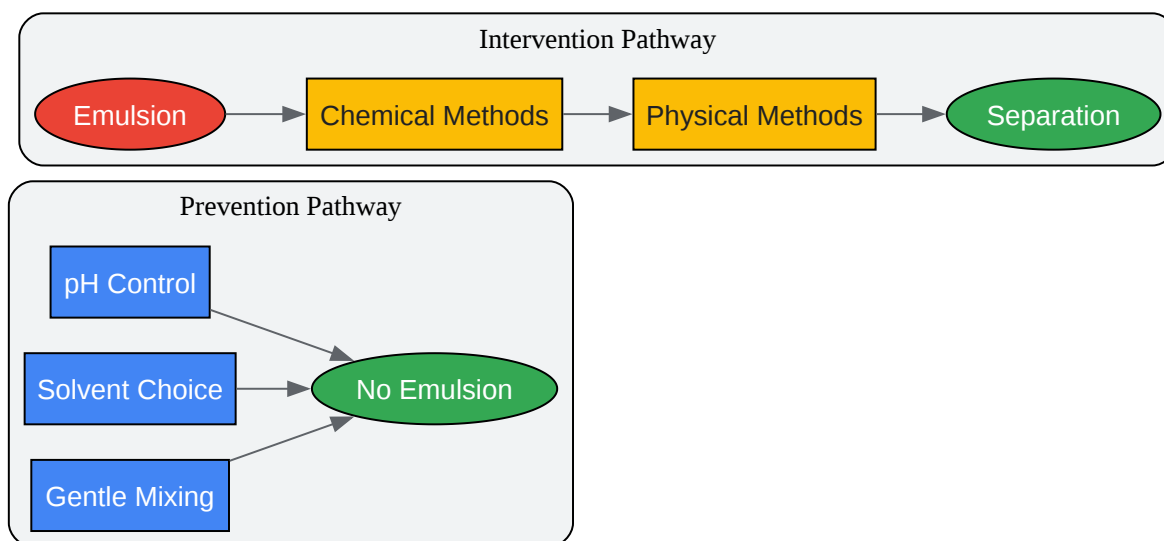 Intervention Pathway
Emulsion
Chemical Methods
Physical Methods
Separation
Prevention Pathway
pH Control
Solvent Choice
No Emulsion
Gentle Mixing